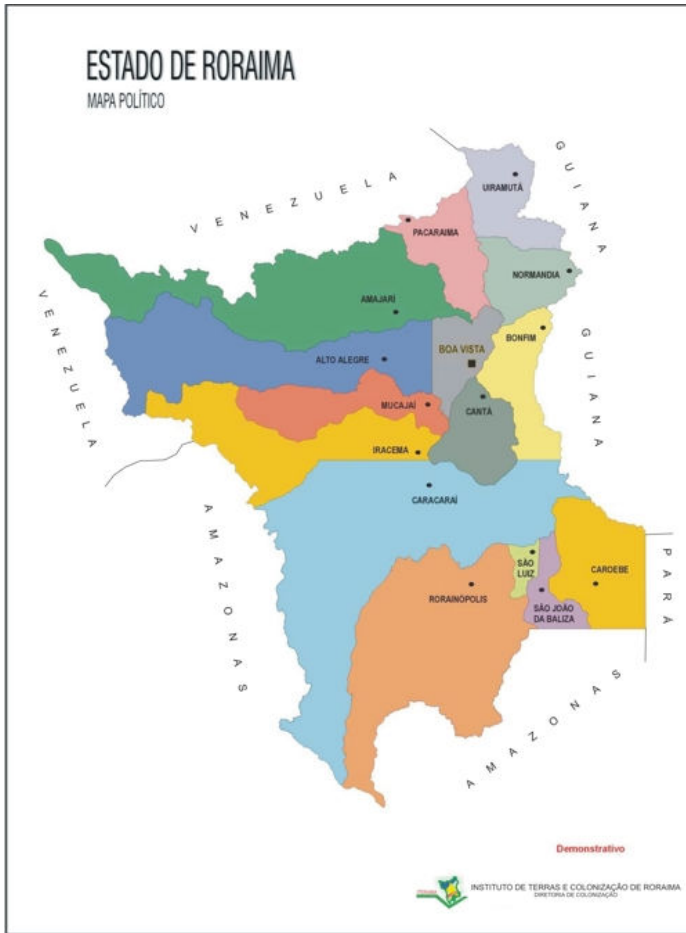 ESTADO DE RORAIMA
MAPA POLÍTICO
VENEZUELA
GUIANA
UIRAMUTÃ
PACARAIMA
NORMANDIA
VENEZUELA
AMAJARÍ
BONFIM
GUIANA
BOA VISTA
ALTO ALEGRE
MUCAJAÍ
CANTÁ
IRACEMA
CARACARAÍ
AMAZONAS
PARÁ
SÃO
LUIZ
CAROEBE
RORAINÓPOLIS
SÃO JOÃO
DA BALIZA
AMAZONAS
Demonstrativo
INSTITUTO DE TERRAS E COLONIZAÇÃO DE RORAIMA
DIRETORIA DE COLONIZAÇÃO